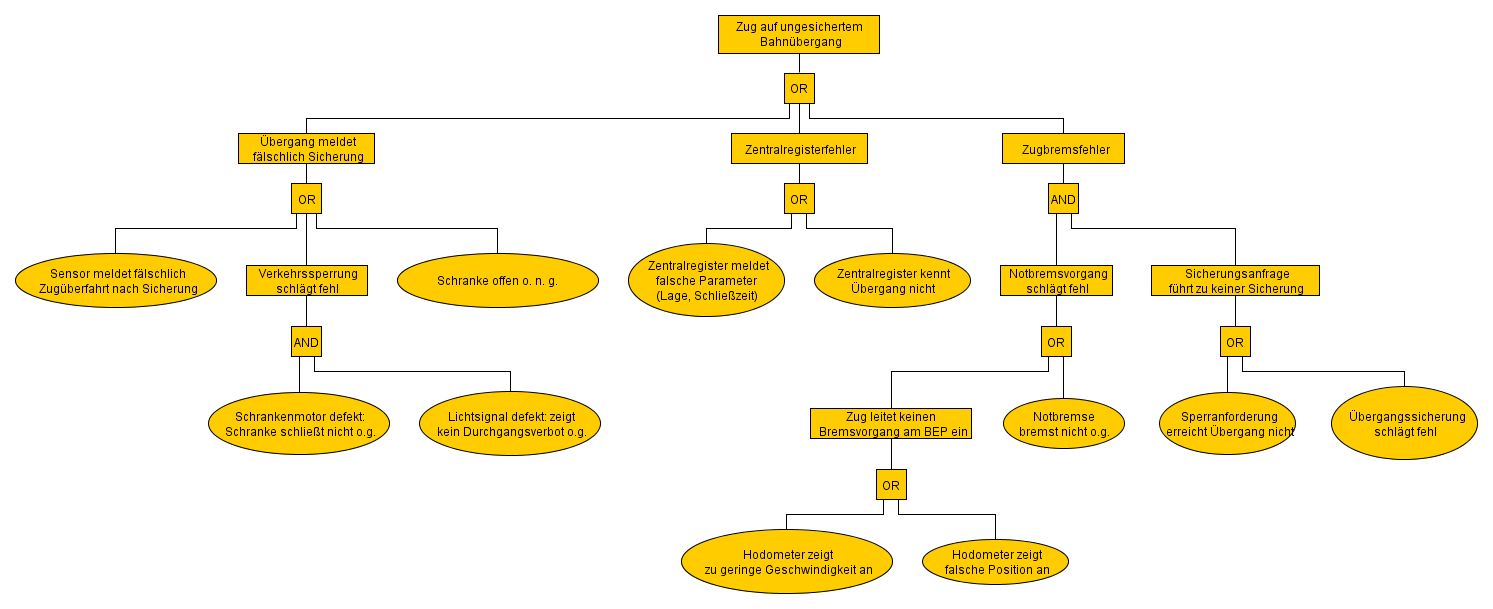 Zug auf ungesichertem
Bahnübergang
OR
Übergang meldet
fälschlich Sicherung
Zentralregisterfehler
Zugbremsfehler
OR
OR
AND
Sensor meldet fälschlich
Zugüberfahrt nach Sicherung
Verkehrssperrung
schlägt fehl
Schranke offen o. n. g.
Zentralregister meldet
falsche Parameter
(Lage, Schließzeit)
Zentralregister kennt
Übergang nicht
Notbremsvorgang
schlägt fehl
Sicherungsanfrage
führt zu keiner Sicherung
AND
OR
OR
Schrankenmotor defekt:
Schranke schließt nicht o.g.
Lichtsignal defekt: zeigt
kein Durchgangsverbot o.g.
Zug leitet keinen
Bremsvorgang am BEP ein
Notbremse
bremst nicht o.g.
Sperranforderung
erreicht Übergang nicht
Übergangssicherung
schlägt fehl
OR
Hodometer zeigt
zu geringe Geschwindigkeit an
Hodometer zeigt
falsche Position an